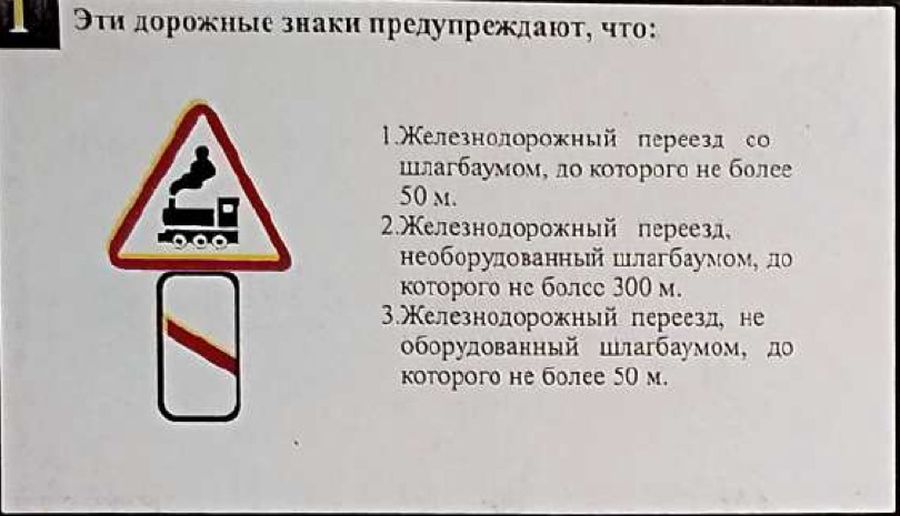 1
Эти дорожные знаки предупреждают, что:
1.Железнодорожный переезд со
шлагбаумом, до которого не более
50 м.
2.Железнодорожный переезд,
необорудованный шлагбаумом, до
которого не более 300 м.
3.Железнодорожный переезд, не
оборудованный шлагбаумом, до
которого не более 50 м.